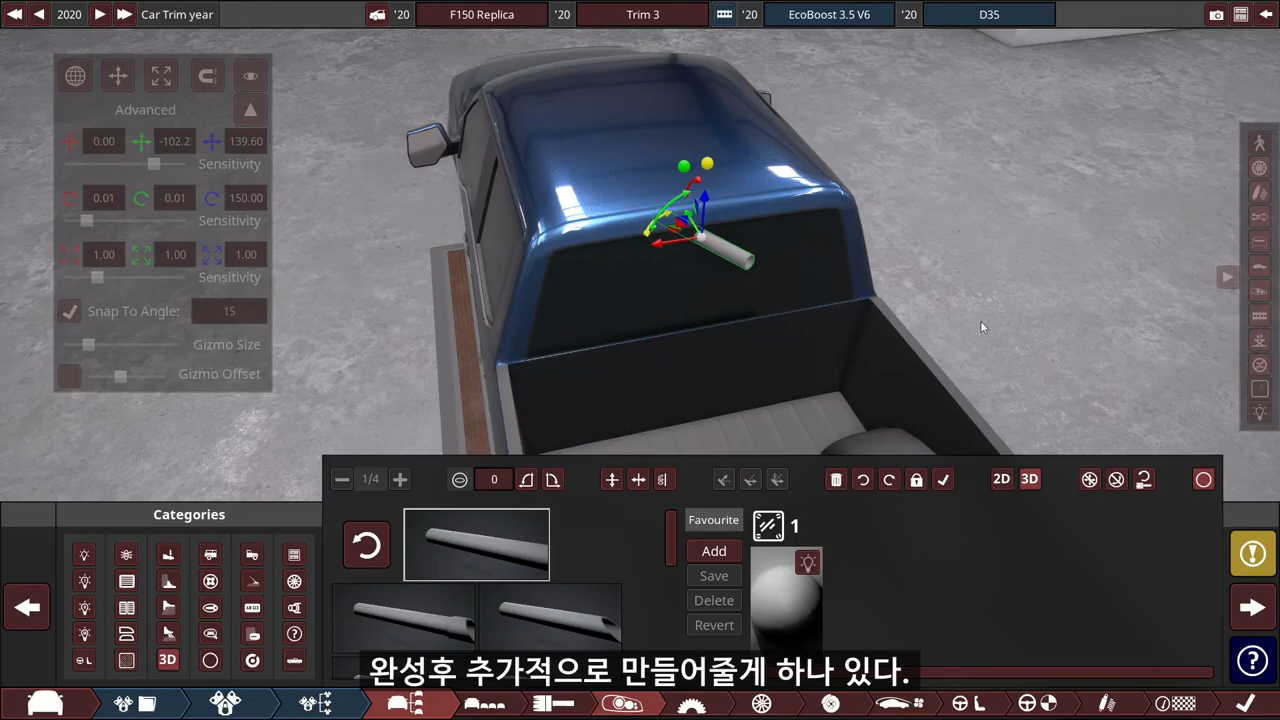 2020
Car Trim year
'20
F150 Replica
'20
Trim 3
'20
EcoBoost 3.5 V6
'20
D35
Advanced
0.00
-102.2
139.60
Sensitivity
0.01
0.01
150.00
Sensitivity
1.00
1.00
1.00
Sensitivity
Snap To Angle:
15
Gizmo Size
Gizmo Offset
1/4
0
2D
3D
Categories
Favourite
1
Add
Save
Delete
Revert
3D
완성후 추가적으로 만들어줄게 하나 있다.